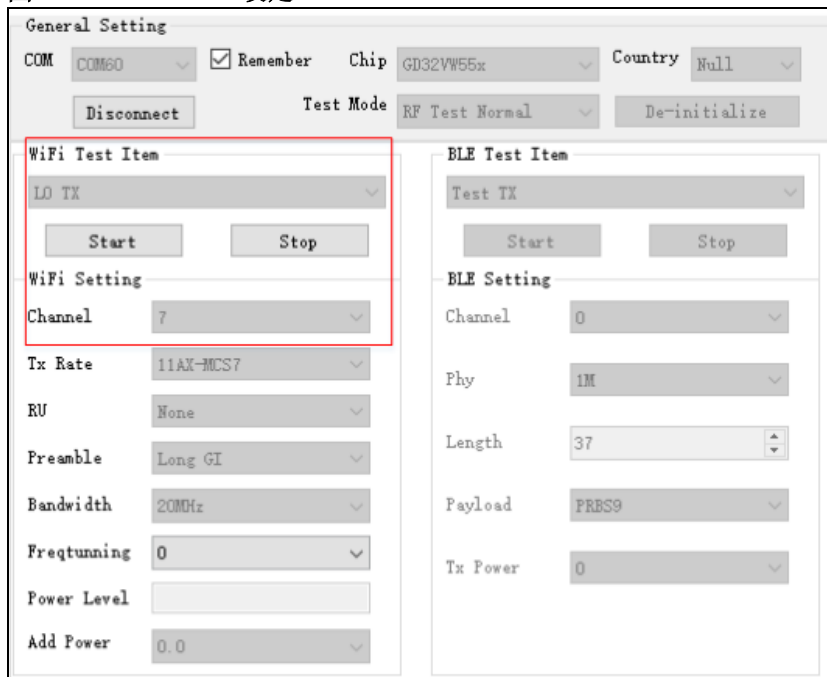 General Setting
COM COM60 Remember Chip GD32VW55x Country Null
Disconnect Test Mode RF Test Normal De-initialize
WiFi Test Item
LO TX
Start Stop
WiFi Setting
Channel 7
Tx Rate 11AX-MCS7
RU None
Preamble Long GI
Bandwidth 20MHz
Freqtunning 0
Power Level
Add Power 0.0
BLE Test Item
Test TX
Start Stop
BLE Setting
Channel 0
Phy 1M
Length 37
Payload PRBS9
Tx Power 0